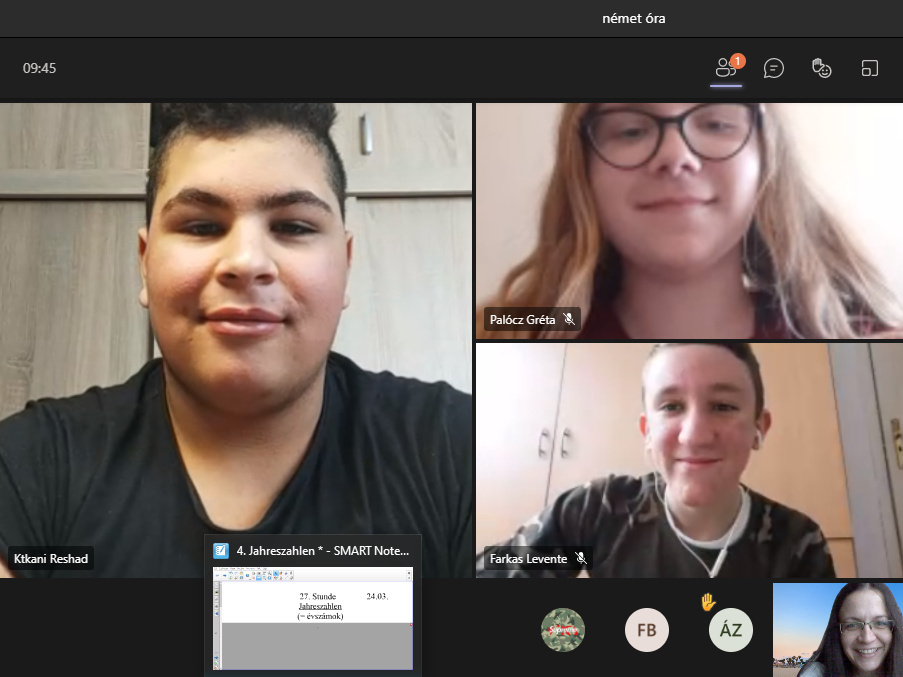 német óra
09:45
1
Palócz Gréta
Ktkani Reshad
Farkas Levente
4. Jahreszahlen * - SMART Note...
27. Stunde 24.03.
Jahreszahlen
(= évszámok)
FB
ÁZ